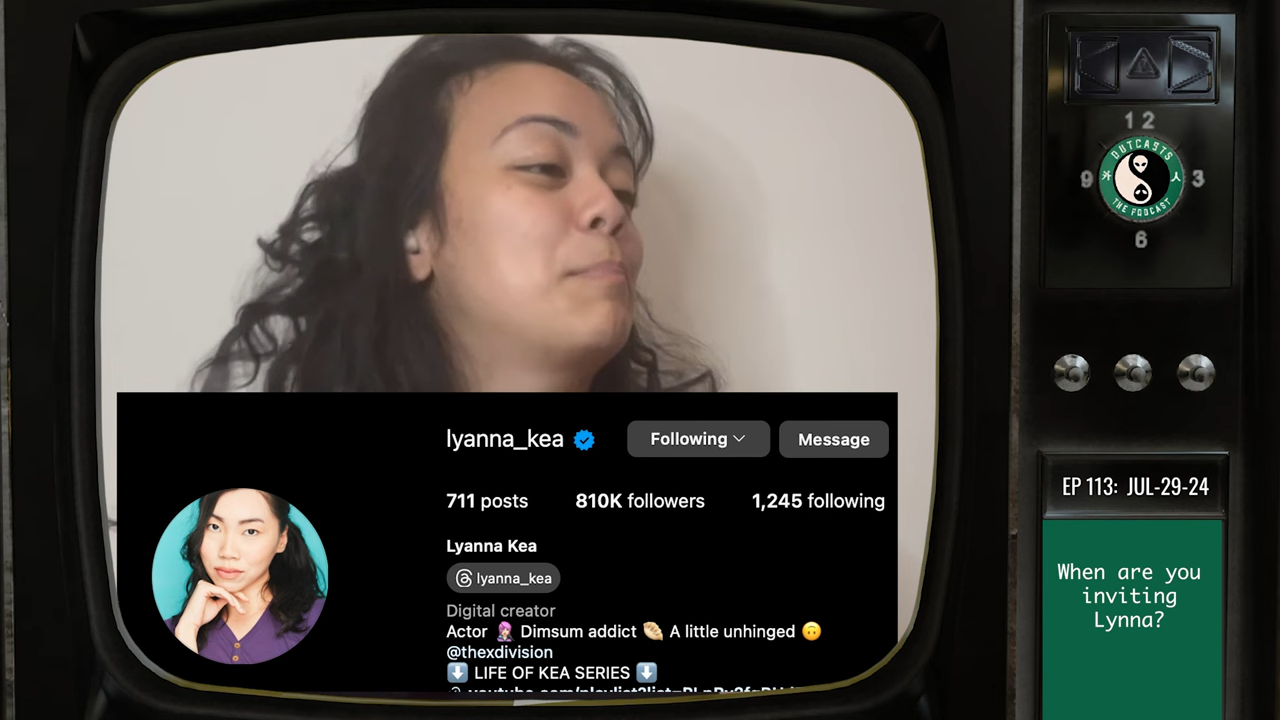 lyanna_kea
Following
Message
711 posts
810K followers
1,245 following
Lyanna Kea
lyanna_kea
Digital creator
Actor 🧝🏻‍♀️ Dimsum addict 🥟 A little unhinged 🙃
@thexdivision
⬇️ LIFE OF KEA SERIES ⬇️
12
9
3
6
OUTCASTS
外 人
THE PODCAST
EP 113: JUL-29-24
When are you
inviting
Lynna?